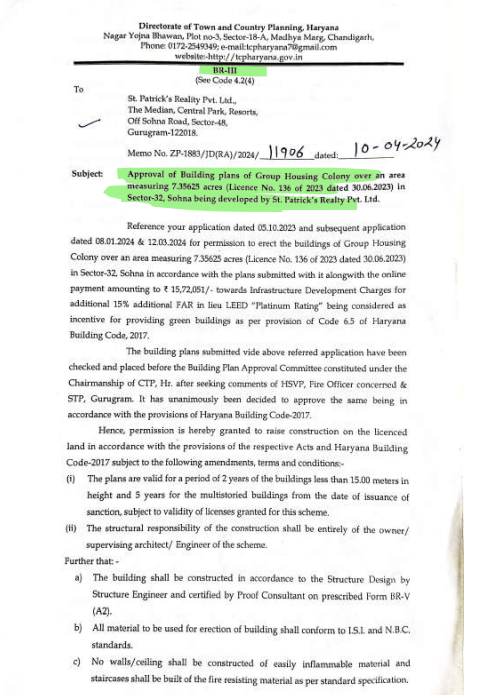 Directorate of Town and Country Planning, Haryana
Nagar Yojna Bhawan, Plot no-3, Sector-18-A, Madhya Marg, Chandigarh,
Phone: 0172-2549349; e-mail:tcpharyana7@gmail.com
website:-http://tcpharyana.gov.in
BR-III
(See Code 4.2(4)
To
St. Patrick's Reality Pvt. Ltd.,
The Median, Central Park, Resorts,
Off Sohna Road, Sector-48,
Gurugram-122018.
Memo No. ZP-1883/JD(RA)/2024/ 11906 dated: 10-04-2024
Subject: Approval of Building plans of Group Housing Colony over an area
measuring 7.35625 acres (Licence No. 136 of 2023 dated 30.06.2023) in
Sector-32, Sohna being developed by St. Patrick's Realty Pvt. Ltd.
Reference your application dated 05.10.2023 and subsequent application
dated 08.01.2024 & 12.03.2024 for permission to erect the buildings of Group Housing
Colony over an area measuring 7.35625 acres (Licence No. 136 of 2023 dated 30.06.2023)
in Sector-32, Sohna in accordance with the plans submitted with it alongwith the online
payment amounting to ₹ 15,72,051/- towards Infrastructure Development Charges for
additional 15% additional FAR in lieu LEED "Platinum Rating" being considered as
incentive for providing green buildings as per provision of Code 6.5 of Haryana
Building Code, 2017.
The building plans submitted vide above referred application have been
checked and placed before the Building Plan Approval Committee constituted under the
Chairmanship of CTP, Hr. after seeking comments of HSVP, Fire Officer concerned &
STP, Gurugram. It has unanimously been decided to approve the same being in
accordance with the provisions of Haryana Building Code-2017.
Hence, permission is hereby granted to raise construction on the licenced
land in accordance with the provisions of the respective Acts and Haryana Building
Code-2017 subject to the following amendments, terms and conditions:-
(i) The plans are valid for a period of 2 years of the buildings less than 15.00 meters in
height and 5 years for the multistoried buildings from the date of issuance of
sanction, subject to validity of licenses granted for this scheme.
(ii) The structural responsibility of the construction shall be entirely of the owner/
supervising architect/ Engineer of the scheme.
Further that: -
a) The building shall be constructed in accordance to the Structure Design by
Structure Engineer and certified by Proof Consultant on prescribed Form BR-V
(A2).
b) All material to be used for erection of building shall conform to I.S.I. and N.B.C.
standards.
c) No walls/ceiling shall be constructed of easily inflammable material and
staircases shall be built of the fire resisting material as per standard specification.